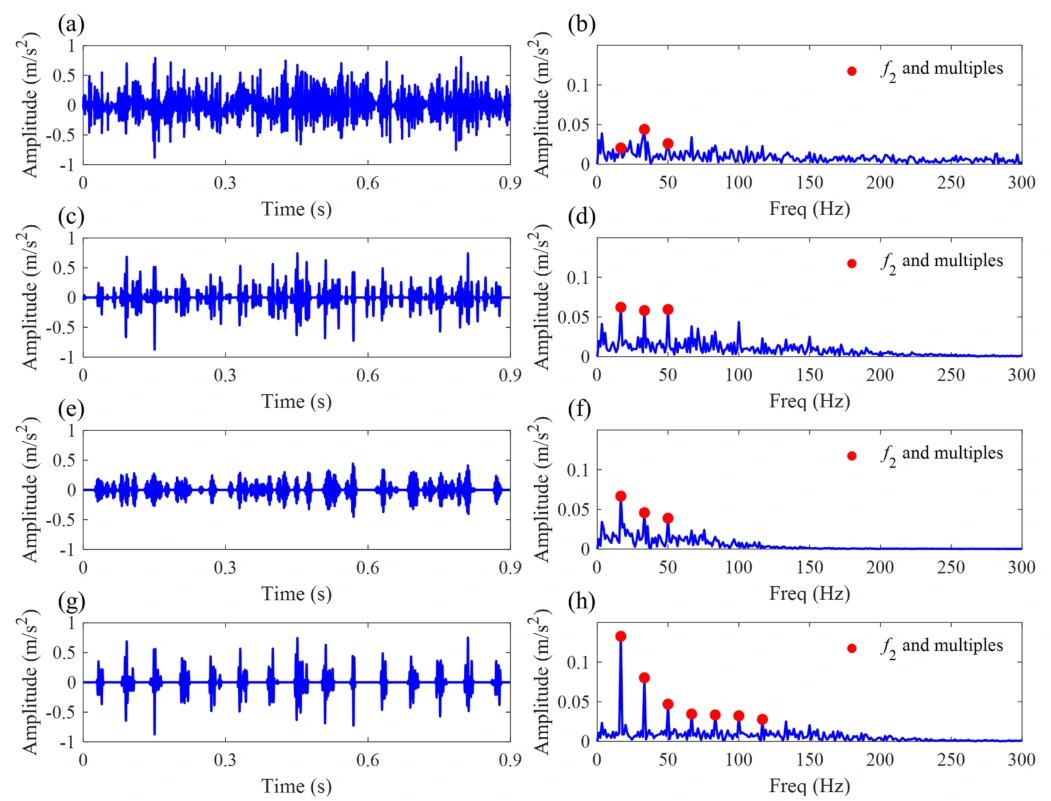 (a)
Amplitude (m/s²)
1
0.5
0
-0.5
-1
0 0.3 0.6 0.9
Time (s)
(b)
Amplitude (m/s²)
0.1
0.05
0
f₂ and multiples
0 50 100 150 200 250 300
Freq (Hz)
(c)
Amplitude (m/s²)
1
0.5
0
-0.5
-1
0 0.3 0.6 0.9
Time (s)
(d)
Amplitude (m/s²)
0.1
0.05
0
f₂ and multiples
0 50 100 150 200 250 300
Freq (Hz)
(e)
Amplitude (m/s²)
1
0.5
0
-0.5
-1
0 0.3 0.6 0.9
Time (s)
(f)
Amplitude (m/s²)
0.1
0.05
0
f₂ and multiples
0 50 100 150 200 250 300
Freq (Hz)
(g)
Amplitude (m/s²)
1
0.5
0
-0.5
-1
0 0.3 0.6 0.9
Time (s)
(h)
Amplitude (m/s²)
0.1
0.05
0
f₂ and multiples
0 50 100 150 200 250 300
Freq (Hz)